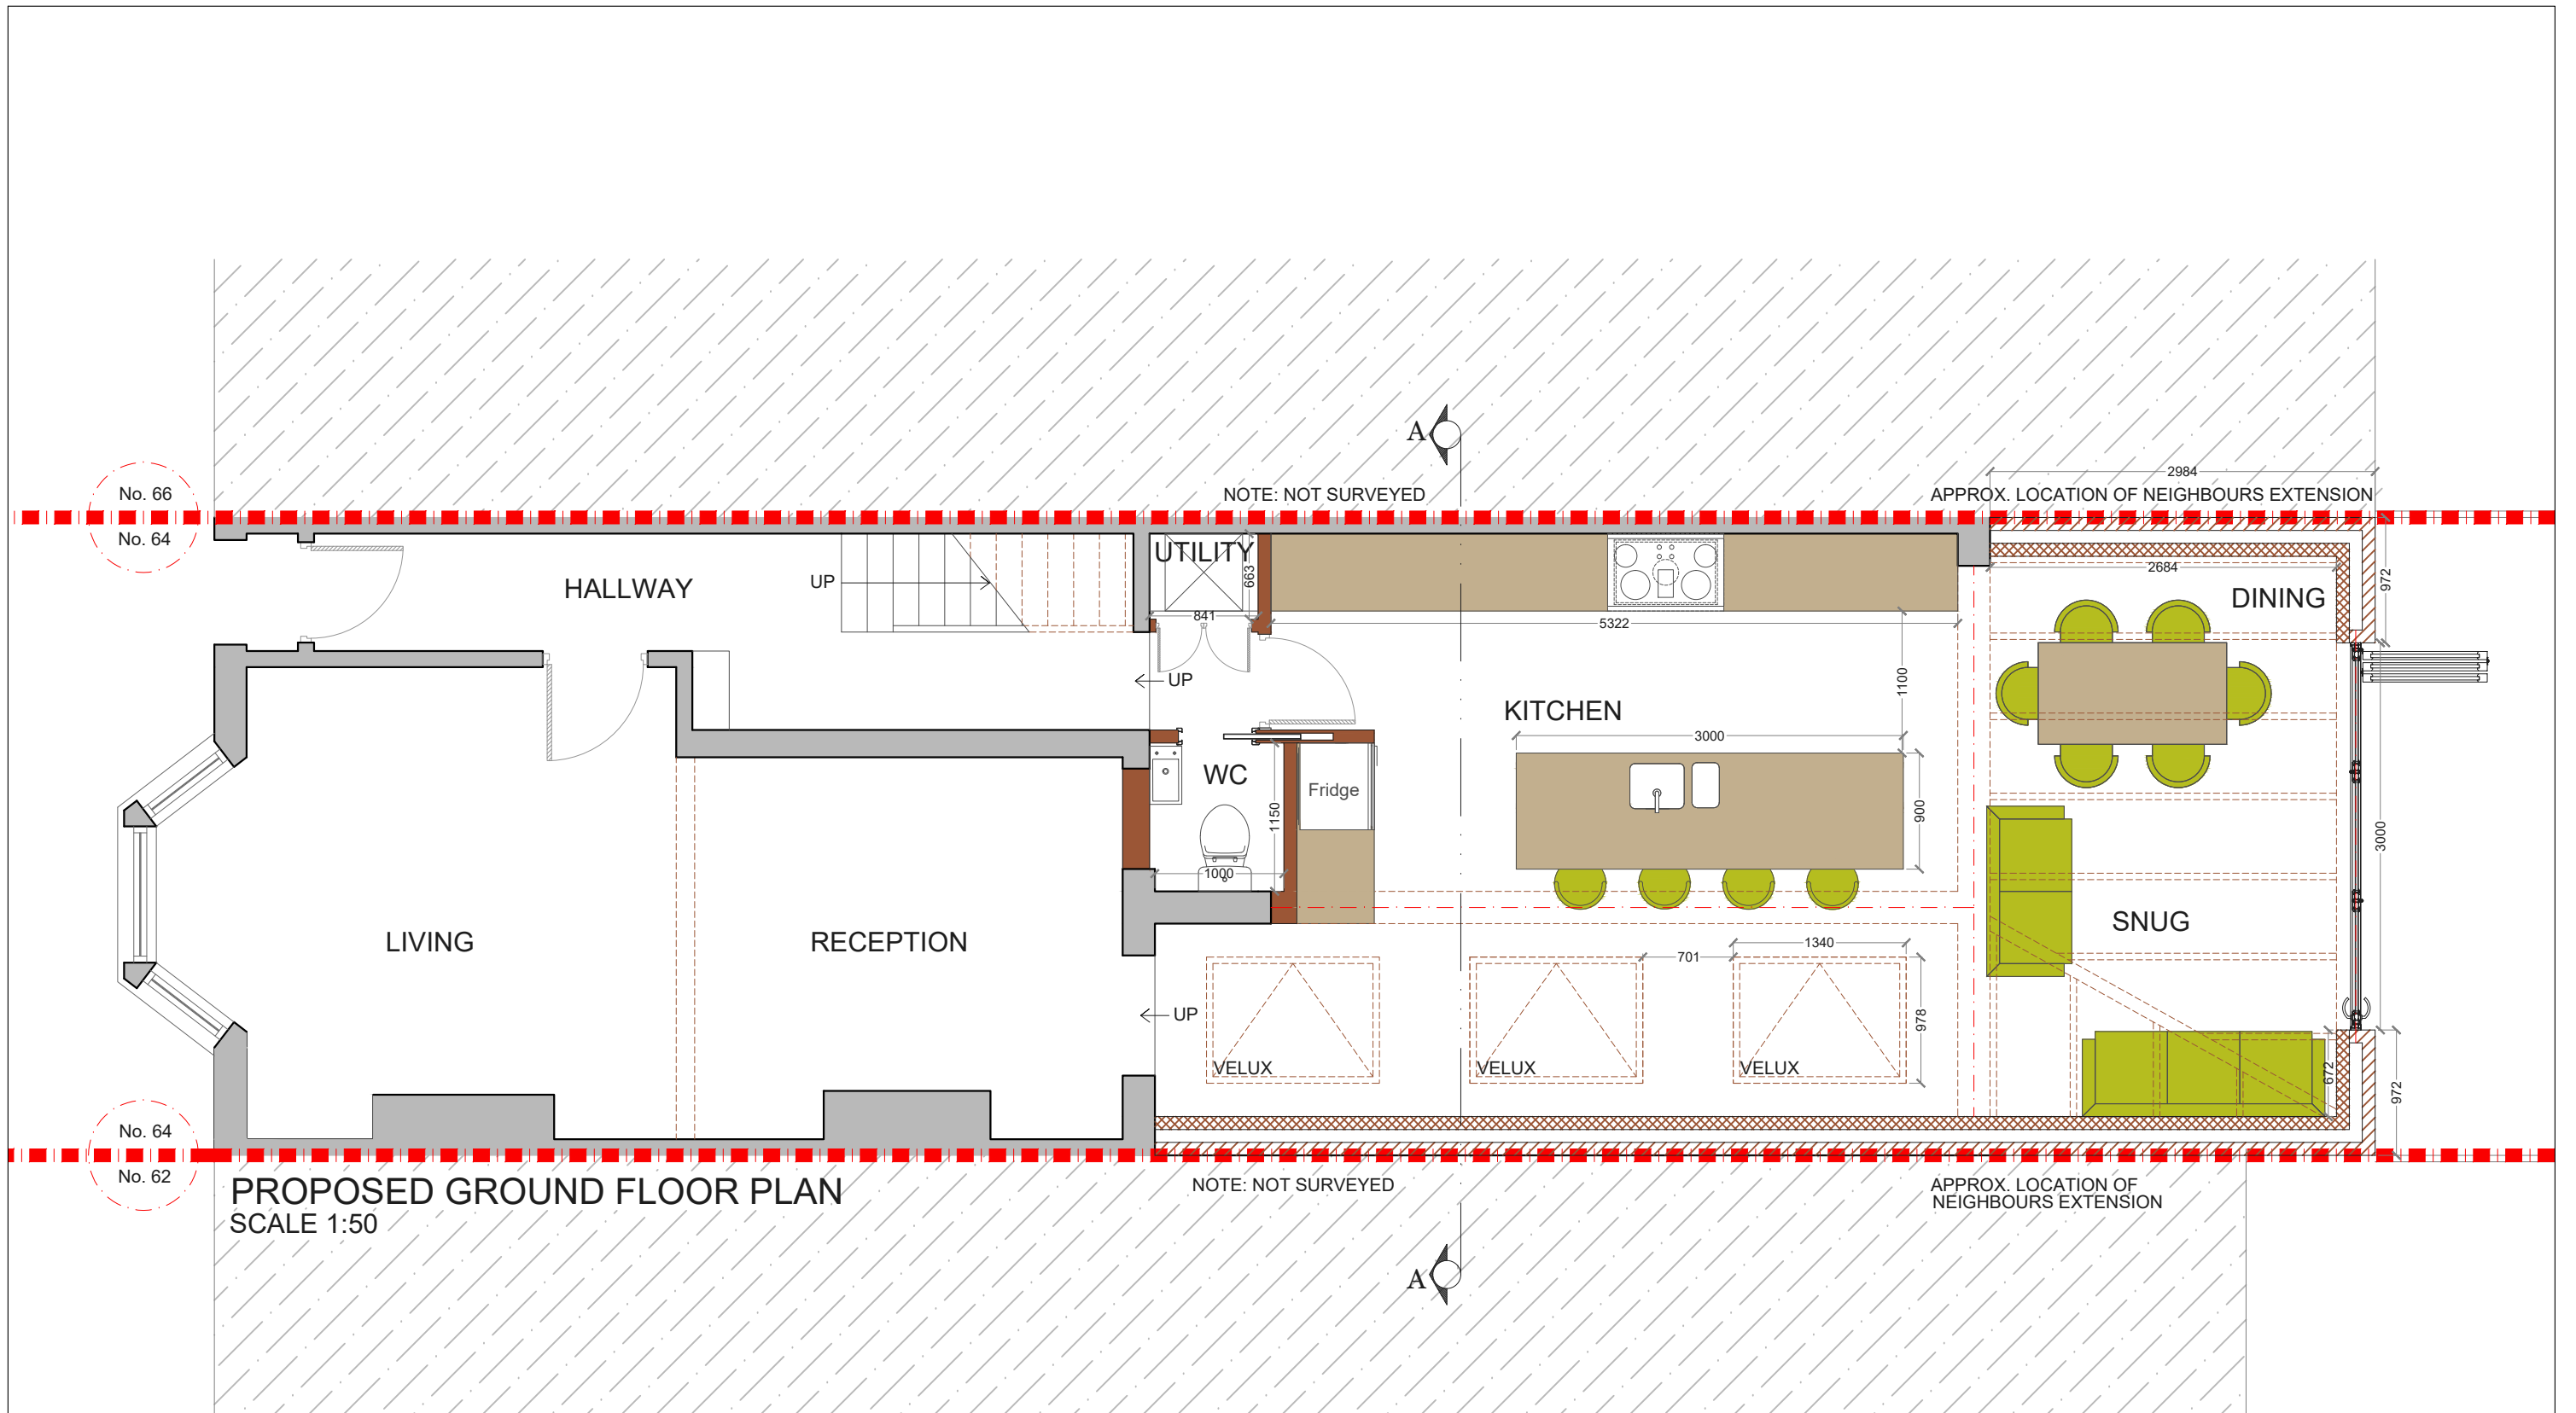 A
2984
No. 66
NOTE: NOT SURVEYED
APPROX. LOCATION OF NEIGHBOURS EXTENSION
No. 64
UTILITY
663
2684
972
HALLWAY
UP
DINING
841
5322
UP
1100
KITCHEN
3000
WC
Fridge
1150
900
3000
1000
LIVING
RECEPTION
SNUG
1340
701
UP
978
VELUX
VELUX
VELUX
672
972
No. 64
No. 62
PROPOSED GROUND FLOOR PLAN
SCALE 1:50
NOTE: NOT SURVEYED
APPROX. LOCATION OF
NEIGHBOURS EXTENSION
A